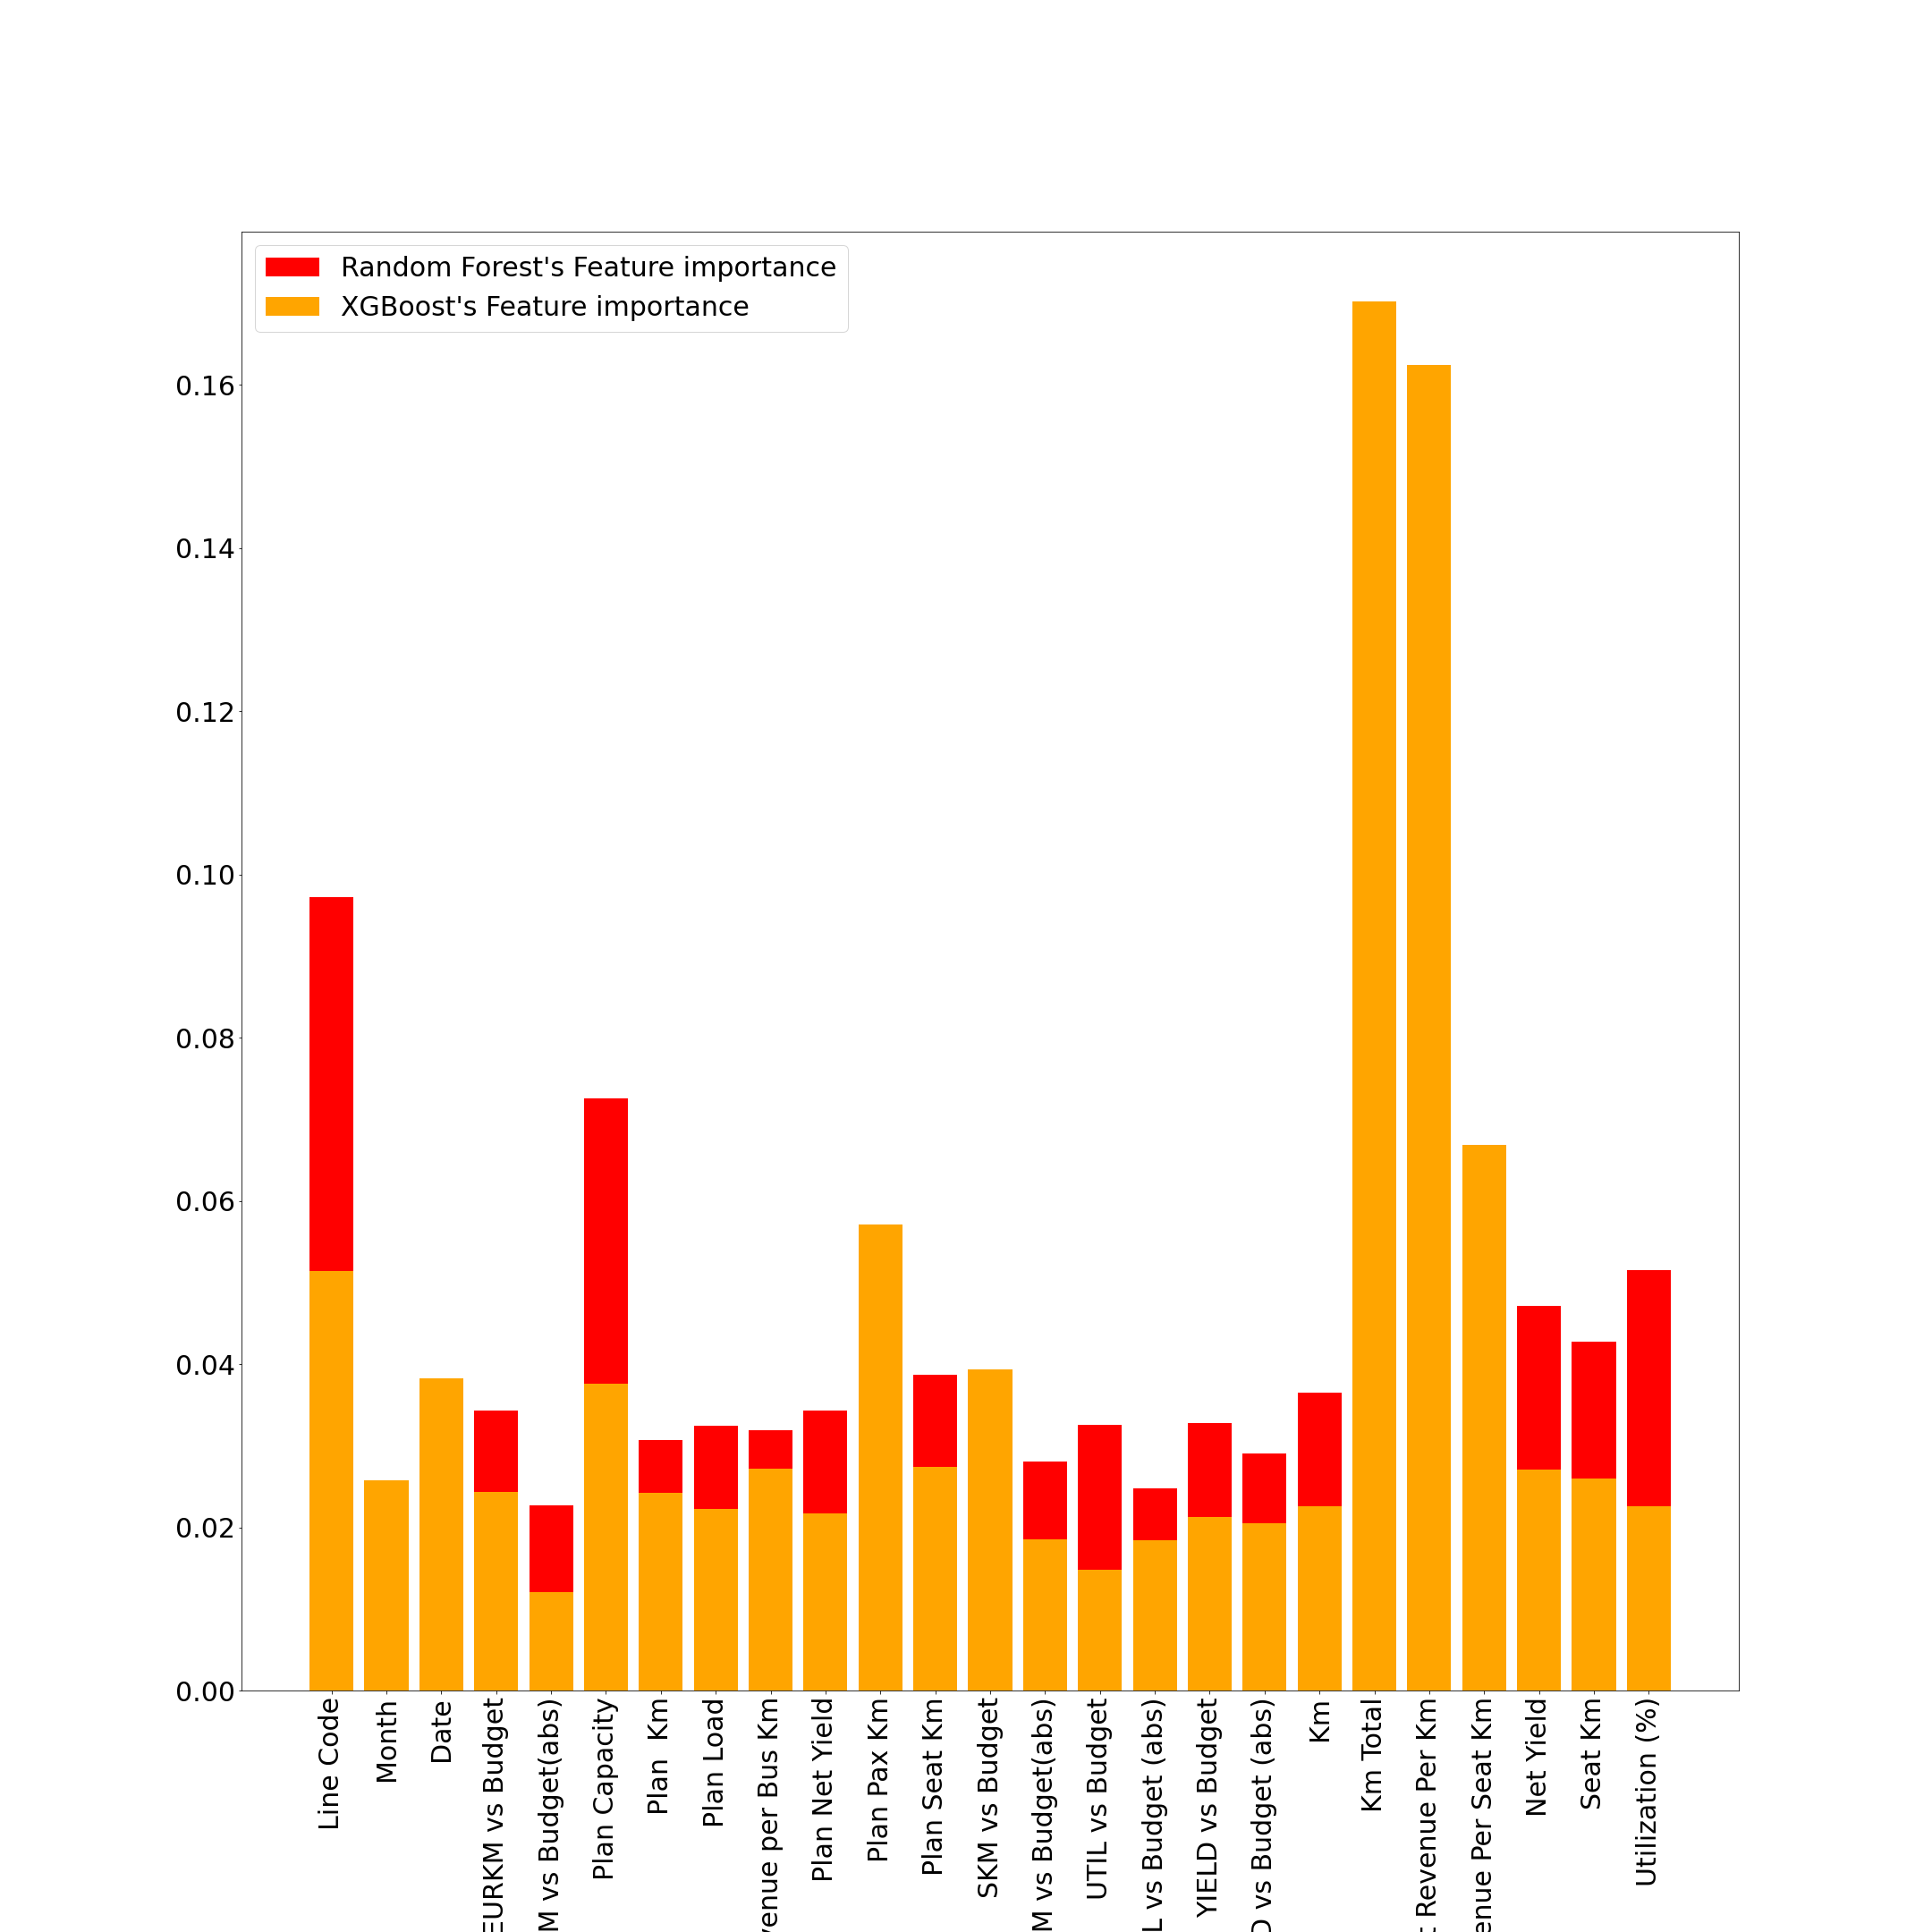 Random Forest's Feature importance
XGBoost's Feature importance
0.16
0.14
0.12
0.10
0.08
0.06
0.04
0.02
0.00
Line Code
Month
Date
EURKM vs Budget
M vs Budget(abs)
Plan Capacity
Plan  Km
Plan Load
venue per Bus Km
Plan Net Yield
Plan Pax Km
Plan Seat Km
SKM vs Budget
M vs Budget(abs)
UTIL vs Budget
L vs Budget (abs)
YIELD vs Budget
D vs Budget (abs)
Km
Km Total
Revenue Per Km
enue Per Seat Km
Net Yield
Seat Km
Utilization (%)